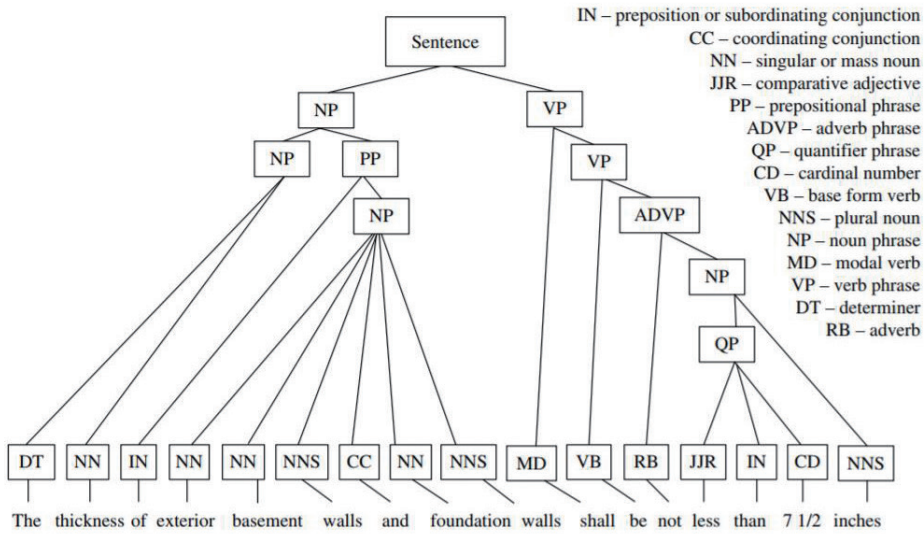 IN – preposition or subordinating conjunction
CC – coordinating conjunction
NN – singular or mass noun
JJR – comparative adjective
PP – prepositional phrase
ADVP – adverb phrase
QP – quantifier phrase
CD – cardinal number
VB – base form verb
NNS – plural noun
NP – noun phrase
MD – modal verb
VP – verb phrase
DT – determiner
RB – adverb
Sentence
NP VP
NP PP VP
NP ADVP
NP
QP
DT NN IN NN NN NNS CC NN NNS MD VB RB JJR IN CD NNS
The thickness of exterior basement walls and foundation walls shall be not less than 7 1/2 inches